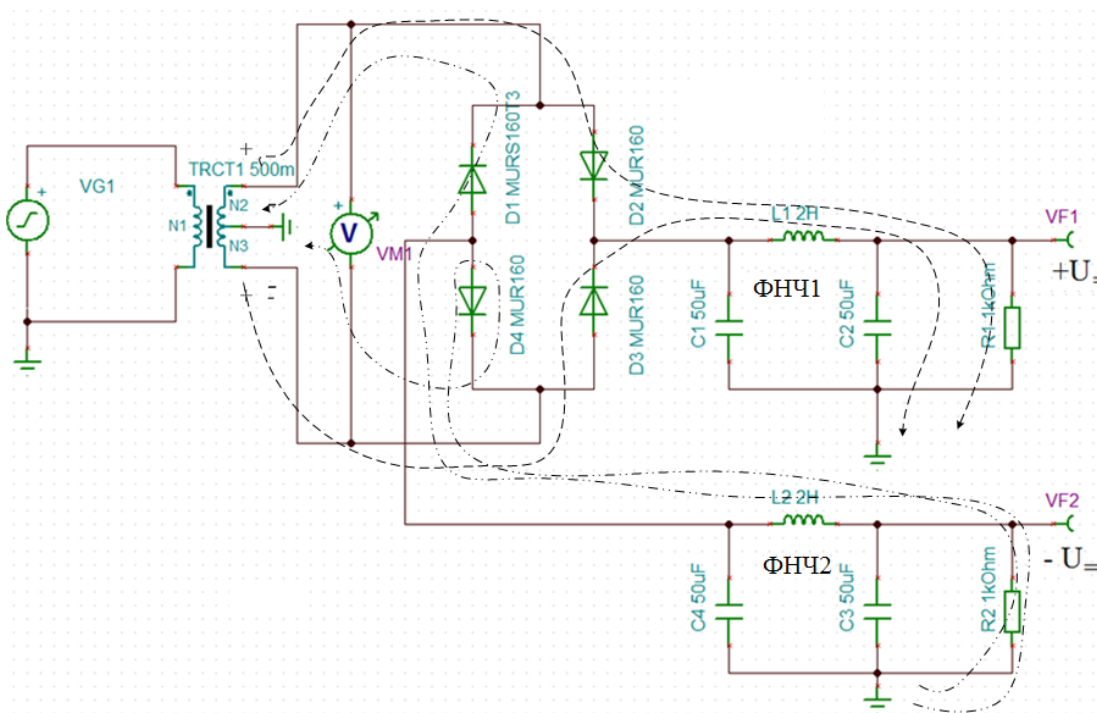 VG1
+
TRCT1 500m
N1
N2
N3
+
+
-
+
V
VM1
D1 MURS160T3
D2 MUR160
D4 MUR160
D3 MUR160
L1 2H
ФНЧ1
C1 50uF
C2 50uF
R1 1kOhm
VF1
+U=
L2 2H
ФНЧ2
C4 50uF
C3 50uF
R2 1kOhm
VF2
- U=